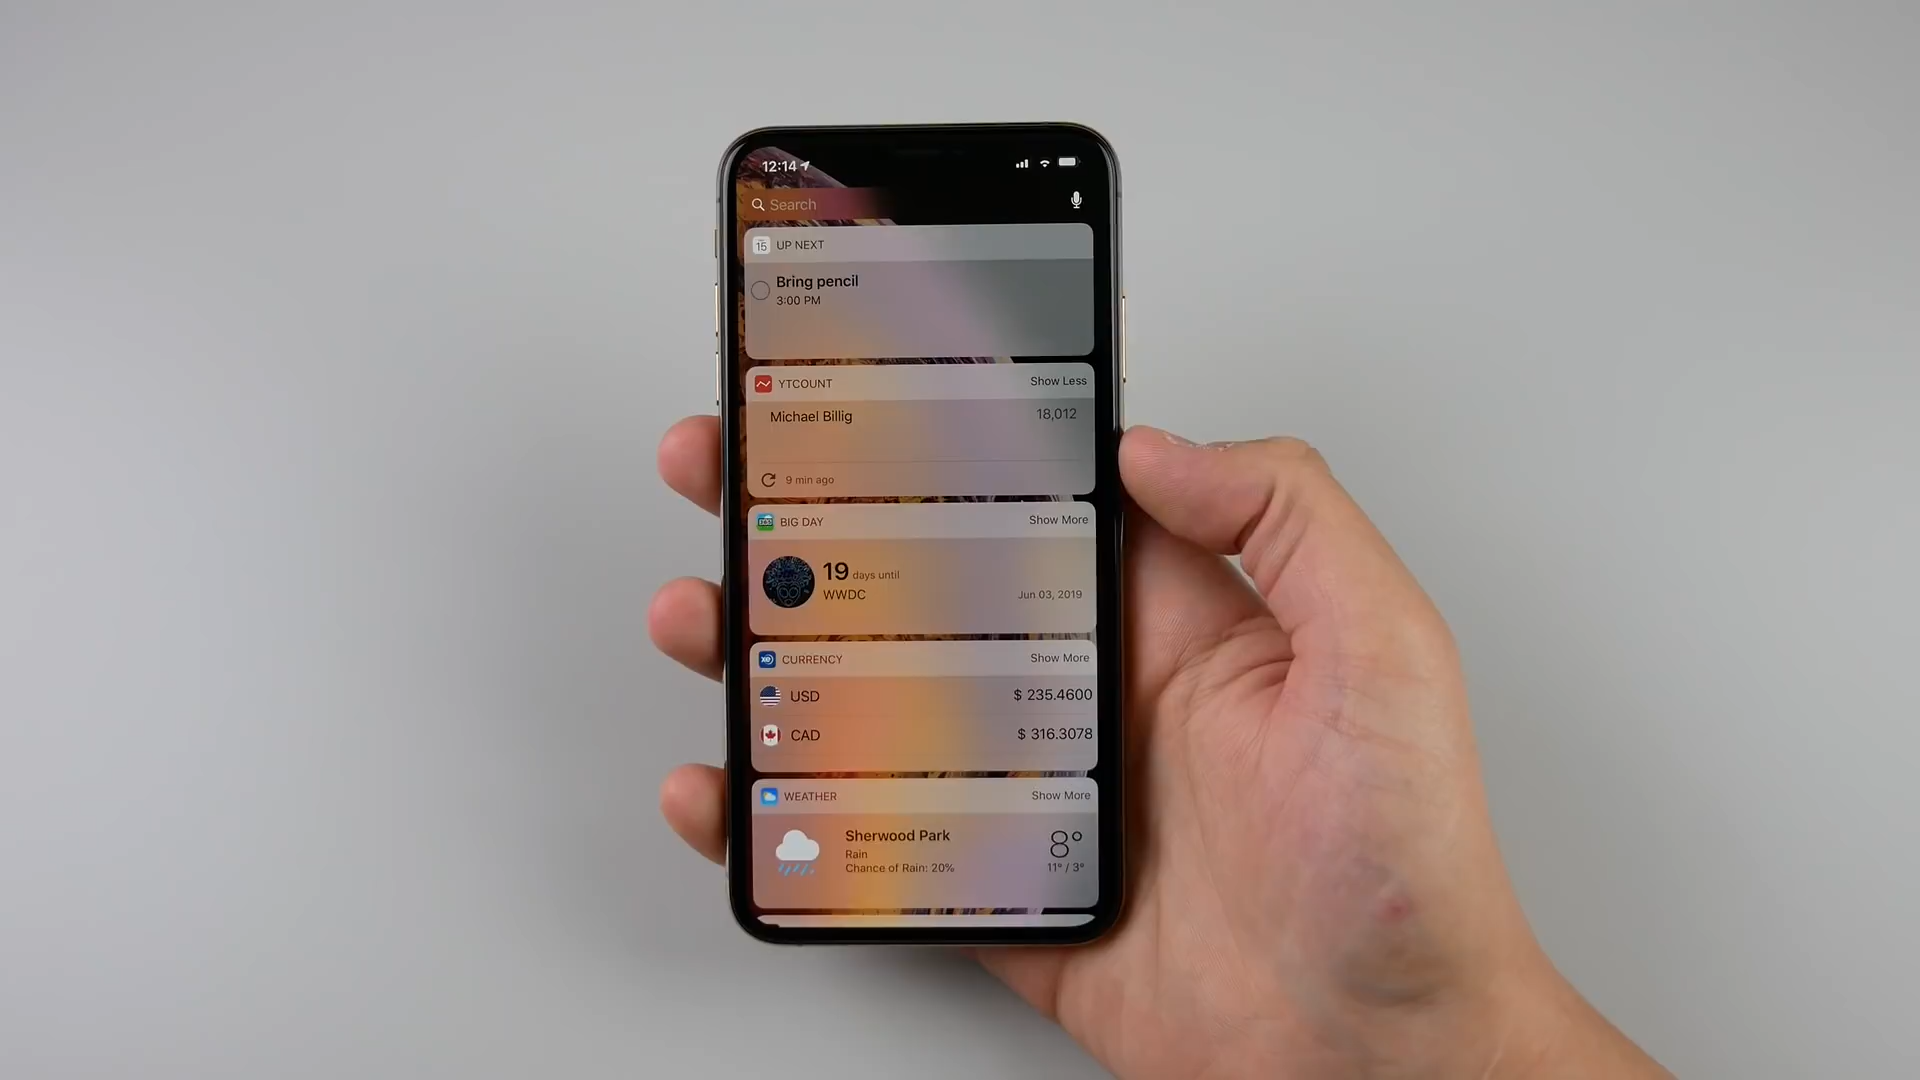 12:14
Search
15 UP NEXT
Bring pencil
3:00 PM
YTCOUNT Show Less
Michael Billig 18,012
9 min ago
365 BIG DAY Show More
19 days until
WWDC Jun 03, 2019
xe CURRENCY Show More
USD $ 235.4600
CAD $ 316.3078
WEATHER Show More
Sherwood Park 8°
Rain
Chance of Rain: 20% 11° / 3°